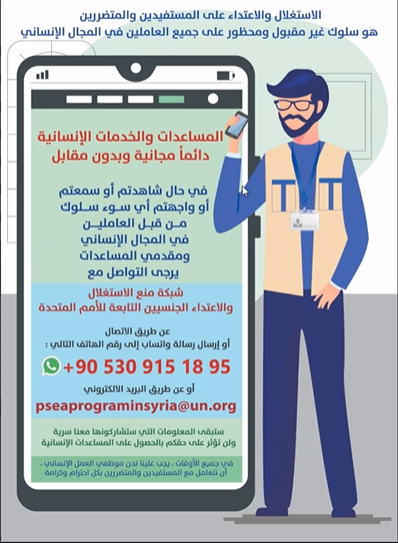 الاستغلال والاعتداء على المستفيدين والمتضررين
هو سلوك غير مقبول ومحظور على جميع العاملين في المجال الإنساني
المساعدات والخدمات الإنسانية
دائماً مجانية وبدون مقابل
في حال شاهدتم أو سمعتم
أو واجهتم أي سوء سلوك
من قبل العاملين
في المجال الإنساني
ومقدمي المساعدات
يرجى التواصل مع
شبكة منع الاستغلال
والاعتداء الجنسيين التابعة للأمم المتحدة
عن طريق الاتصال
أو إرسال رسالة واتساب إلى رقم الهاتف التالي :
+90 530 915 18 95
أو عن طريق البريد الالكتروني
pseaprograminsyria@un.org
ستبقى المعلومات التي ستشاركونها معنا سرية
ولن تؤثر على حقكم بالحصول على المساعدات الإنسانية
في جميع الأوقات ، يجب علينا نحن موظفي العمل الإنساني ،
أن نتعامل مع المستفيدين والمتضررين بكل احترام وكرامة